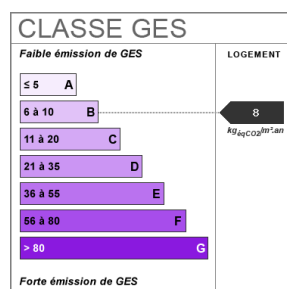 CLASSE GES
Faible émission de GES
LOGEMENT
≤ 5 A
6 à 10 B
8
kgéqCO2/m².an
11 à 20 C
21 à 35 D
36 à 55 E
56 à 80 F
> 80 G
Forte émission de GES